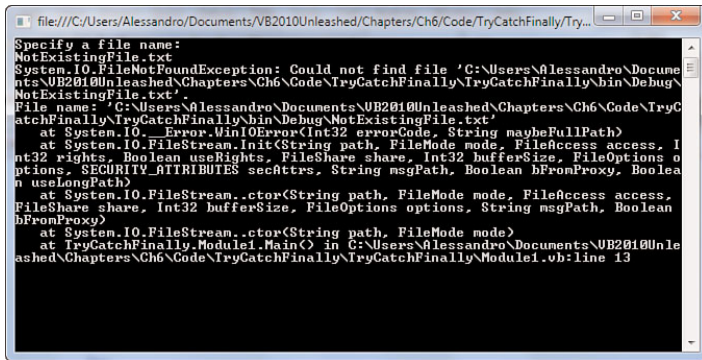 file:///C:/Users/Alessandro/Documents/VB2010Unleashed/Chapters/Ch6/Code/TryCatchFinally/Try...
Specify a file name:
NotExistingFile.txt
System.IO.FileNotFoundException: Could not find file 'C:\Users\Alessandro\Docume
nts\VB2010Unleashed\Chapters\Ch6\Code\TryCatchFinally\TryCatchFinally\bin\Debug\
NotExistingFile.txt'.
File name: 'C:\Users\Alessandro\Documents\VB2010Unleashed\Chapters\Ch6\Code\TryC
atchFinally\TryCatchFinally\bin\Debug\NotExistingFile.txt'
   at System.IO.__Error.WinIOError(Int32 errorCode, String maybeFullPath)
   at System.IO.FileStream.Init(String path, FileMode mode, FileAccess access, I
nt32 rights, Boolean useRights, FileShare share, Int32 bufferSize, FileOptions o
ptions, SECURITY_ATTRIBUTES secAttrs, String msgPath, Boolean bFromProxy, Boolea
n useLongPath)
   at System.IO.FileStream..ctor(String path, FileMode mode, FileAccess access,
FileShare share, Int32 bufferSize, FileOptions options, String msgPath, Boolean
bFromProxy)
   at System.IO.FileStream..ctor(String path, FileMode mode)
   at TryCatchFinally.Module1.Main() in C:\Users\Alessandro\Documents\VB2010Unle
ashed\Chapters\Ch6\Code\TryCatchFinally\TryCatchFinally\Module1.vb:line 13